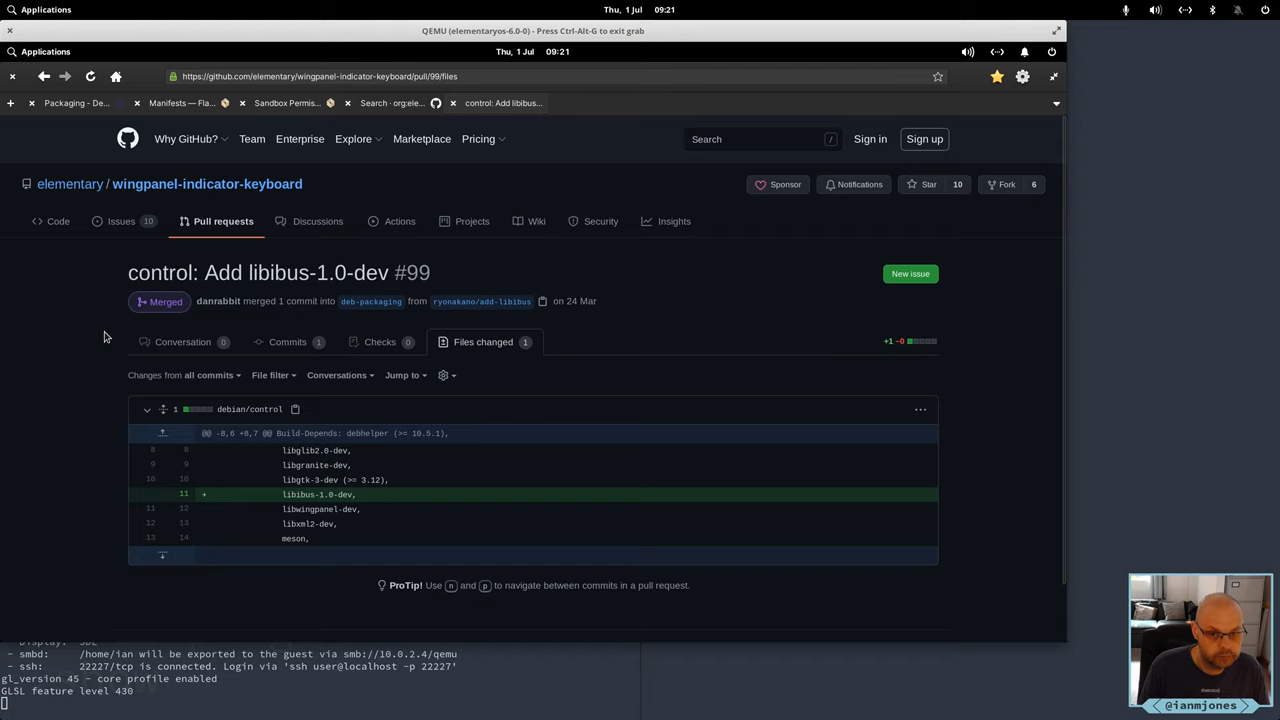 Applications
Thu, 1 Jul 09:21
QEMU (elementaryos-6.0-0) - Press Ctrl-Alt-G to exit grab
Applications
Thu, 1 Jul 09:21
https://github.com/elementary/wingpanel-indicator-keyboard/pull/99/files
Packaging - De...
Manifests — Fla...
Sandbox Permis...
Search · org:ele...
control: Add libibus...
Why GitHub?
Team
Enterprise
Explore
Marketplace
Pricing
Search
/
Sign in
Sign up
elementary / wingpanel-indicator-keyboard
Sponsor
Notifications
Star
10
Fork
6
Code
Issues 10
Pull requests
Discussions
Actions
Projects
Wiki
Security
Insights
control: Add libibus-1.0-dev #99
New issue
Merged
danrabbit merged 1 commit into deb-packaging from ryonakano/add-libibus on 24 Mar
Conversation 0
Commits 1
Checks 0
Files changed 1
+1 −0
Changes from all commits
File filter
Conversations
Jump to
1 debian/control
@@ -8,6 +8,7 @@ Build-Depends: debhelper (>= 10.5.1),
8 8 libglib2.0-dev,
9 9 libgranite-dev,
10 10 libgtk-3-dev (>= 3.12),
11 + libibus-1.0-dev,
11 12 libwingpanel-dev,
12 13 libxml2-dev,
13 14 meson,
ProTip! Use n and p to navigate between commits in a pull request.
- smbd: /home/ian will be exported to the guest via smb://10.0.2.4/qemu
- ssh: 22227/tcp is connected. Login via 'ssh user@localhost -p 22227'
gl_version 45 - core profile enabled
GLSL feature level 430
@ianmjones